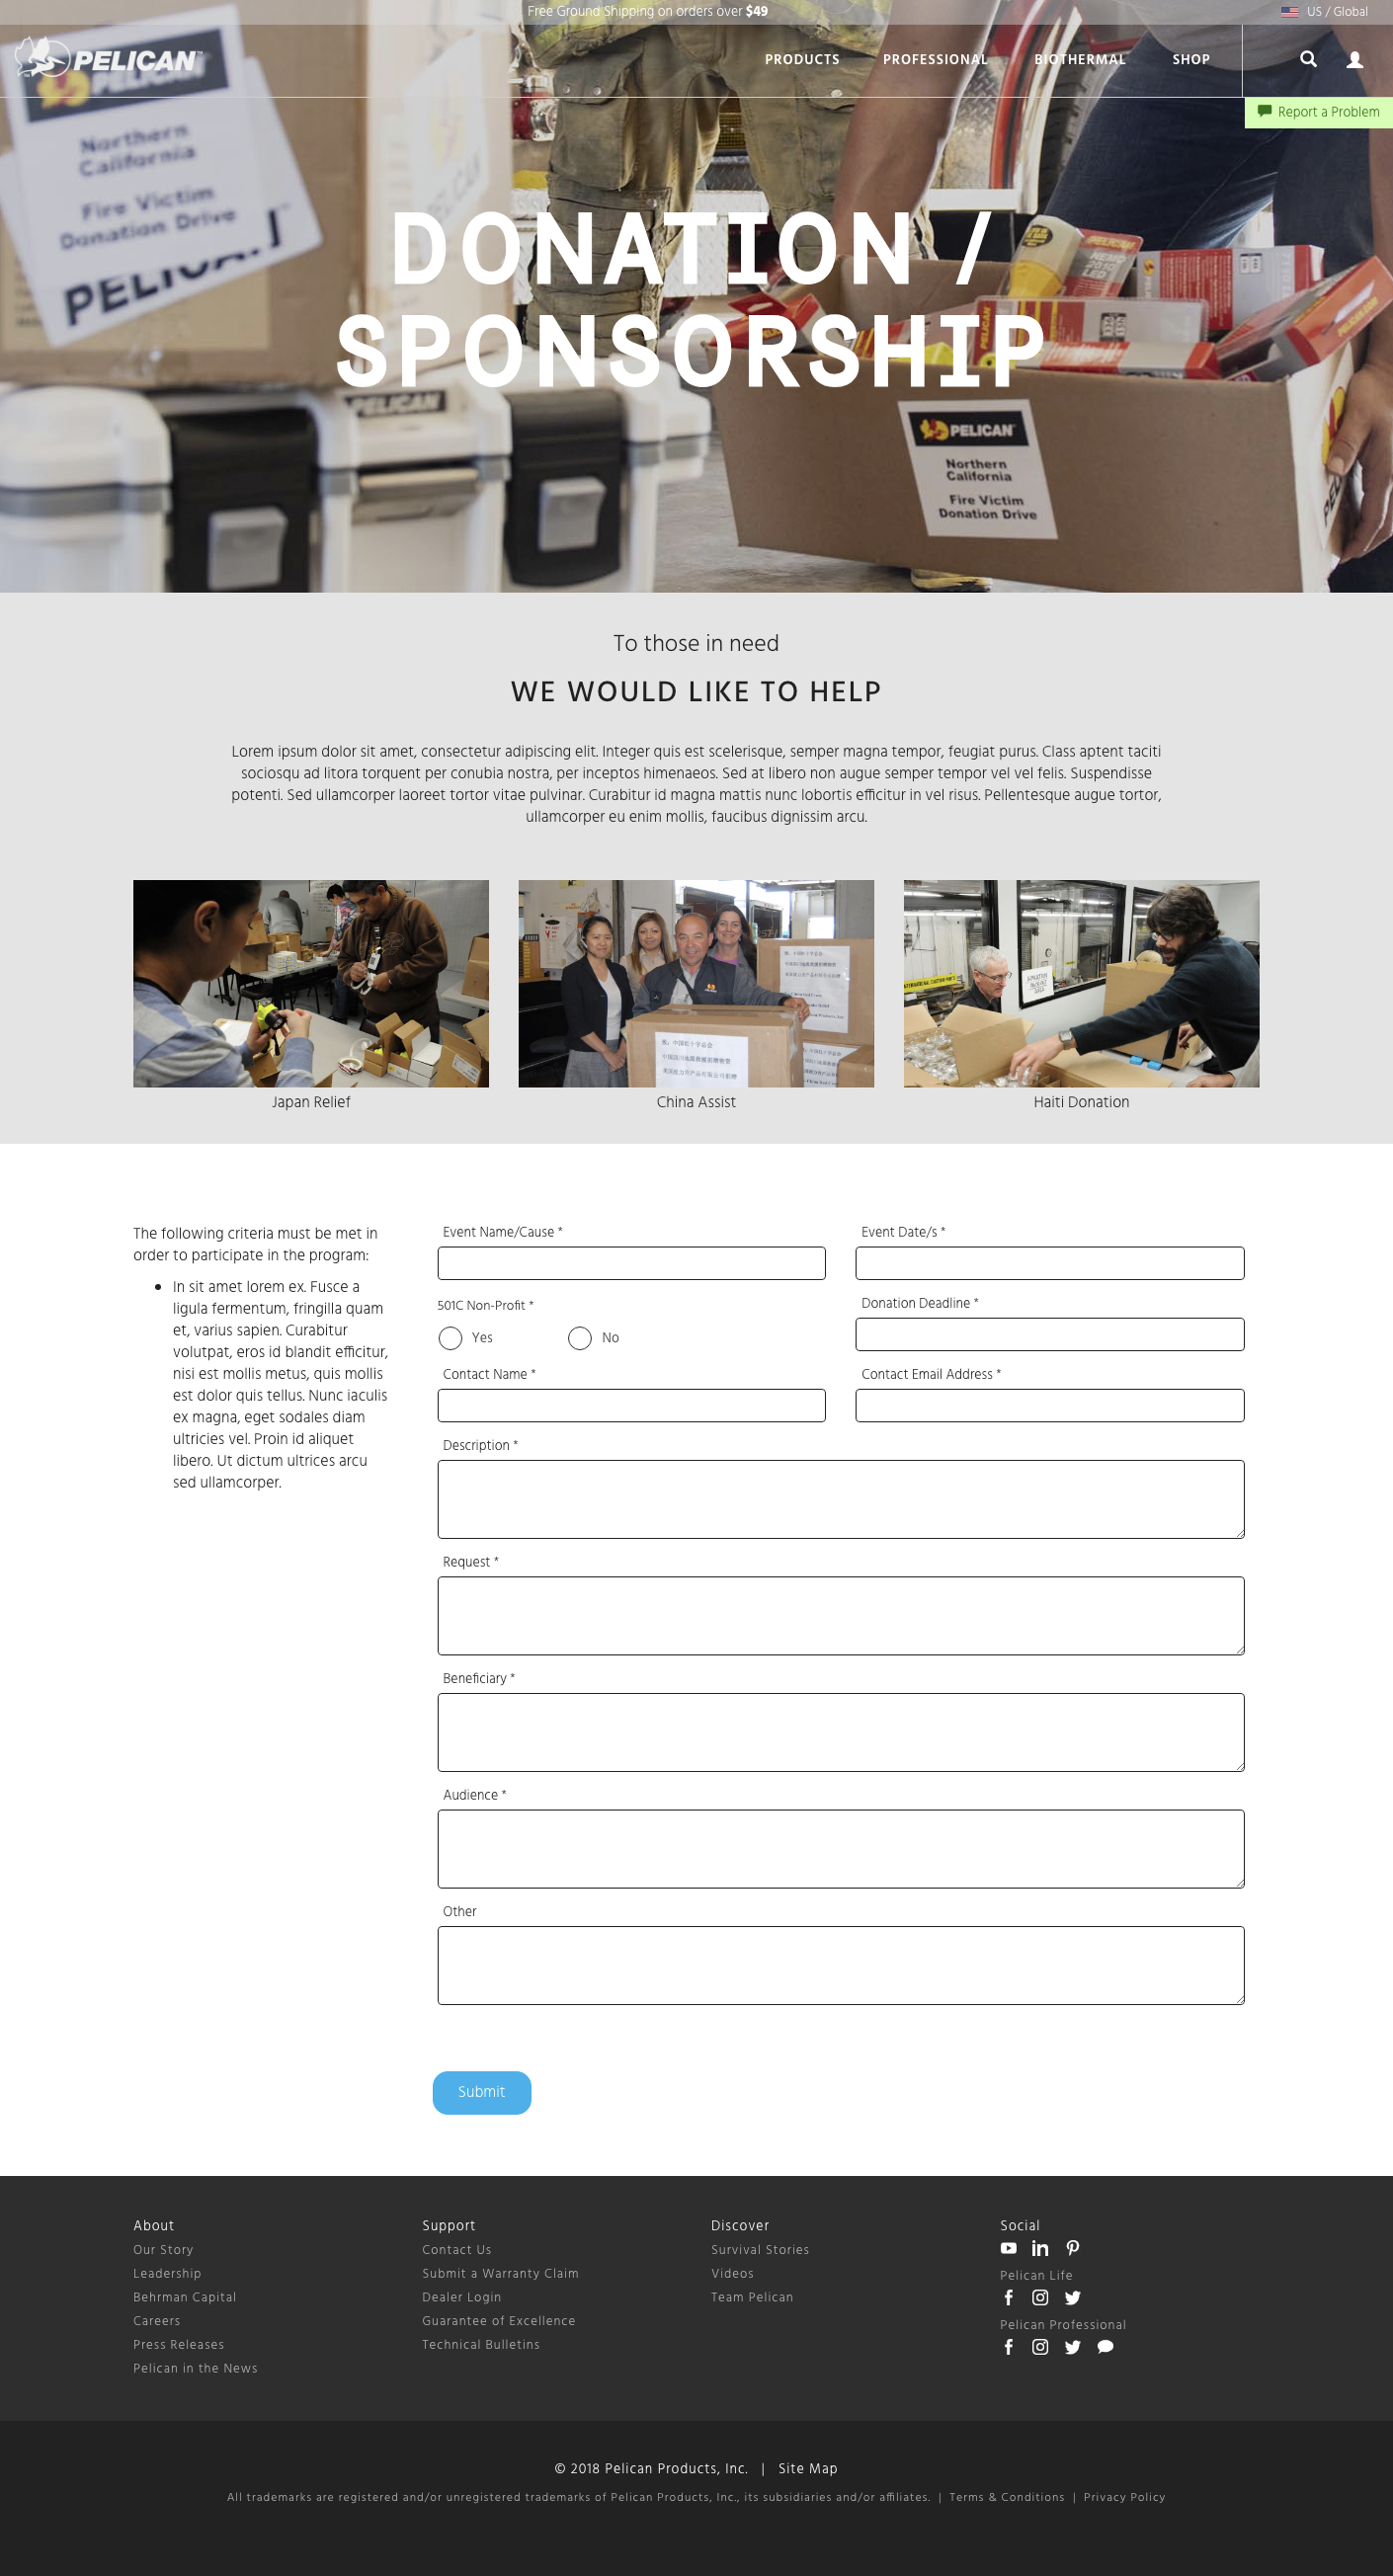 Free Ground Shipping on orders over $49
US / Global
PELICAN™
PRODUCTS
PROFESSIONAL
BIOTHERMAL
SHOP
Report a Problem
Northern
California
Fire Victim
Donation Drive
PELICAN
DONATION /
SPONSORSHIP
PELICAN
PELICAN
NEMO
2010
LED
PELICAN™
Northern
California
Fire Victim
Donation Drive
To those in need
WE WOULD LIKE TO HELP
Lorem ipsum dolor sit amet, consectetur adipiscing elit. Integer quis est scelerisque, semper magna tempor, feugiat purus. Class aptent taciti
sociosqu ad litora torquent per conubia nostra, per inceptos himenaeos. Sed at libero non augue semper tempor vel vel felis. Suspendisse
potenti. Sed ullamcorper laoreet tortor vitae pulvinar. Curabitur id magna mattis nunc lobortis efficitur in vel risus. Pellentesque augue tortor,
ullamcorper eu enim mollis, faucibus dignissim arcu.
Japan Relief
China Assist
Haiti Donation
The following criteria must be met in
order to participate in the program:
In sit amet lorem ex. Fusce a
ligula fermentum, fringilla quam
et, varius sapien. Curabitur
volutpat, eros id blandit efficitur,
nisi est mollis metus, quis mollis
est dolor quis tellus. Nunc iaculis
ex magna, eget sodales diam
ultricies vel. Proin id aliquet
libero. Ut dictum ultrices arcu
sed ullamcorper.
Event Name/Cause *
Event Date/s *
501C Non-Profit *
Yes
No
Donation Deadline *
Contact Name *
Contact Email Address *
Description *
Request *
Beneficiary *
Audience *
Other
Submit
About
Our Story
Leadership
Behrman Capital
Careers
Press Releases
Pelican in the News
Support
Contact Us
Submit a Warranty Claim
Dealer Login
Guarantee of Excellence
Technical Bulletins
Discover
Survival Stories
Videos
Team Pelican
Social
Pelican Life
Pelican Professional
© 2018 Pelican Products, Inc. | Site Map
All trademarks are registered and/or unregistered trademarks of Pelican Products, Inc., its subsidiaries and/or affiliates. | Terms & Conditions | Privacy Policy